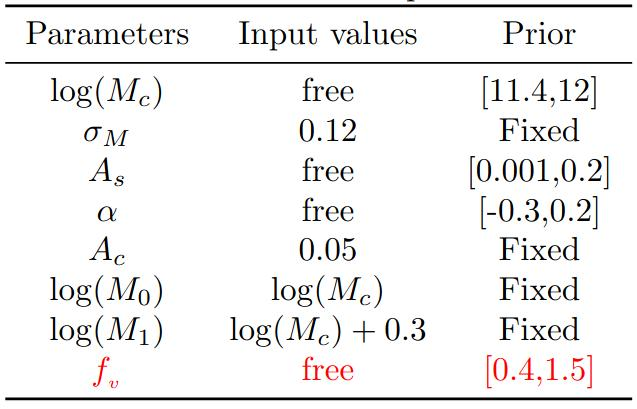 Parameters Input values Prior
log(M_c) free [11.4,12]
σ_M 0.12 Fixed
A_s free [0.001,0.2]
α free [-0.3,0.2]
A_c 0.05 Fixed
log(M_0) log(M_c) Fixed
log(M_1) log(M_c) + 0.3 Fixed
f_v free [0.4,1.5]